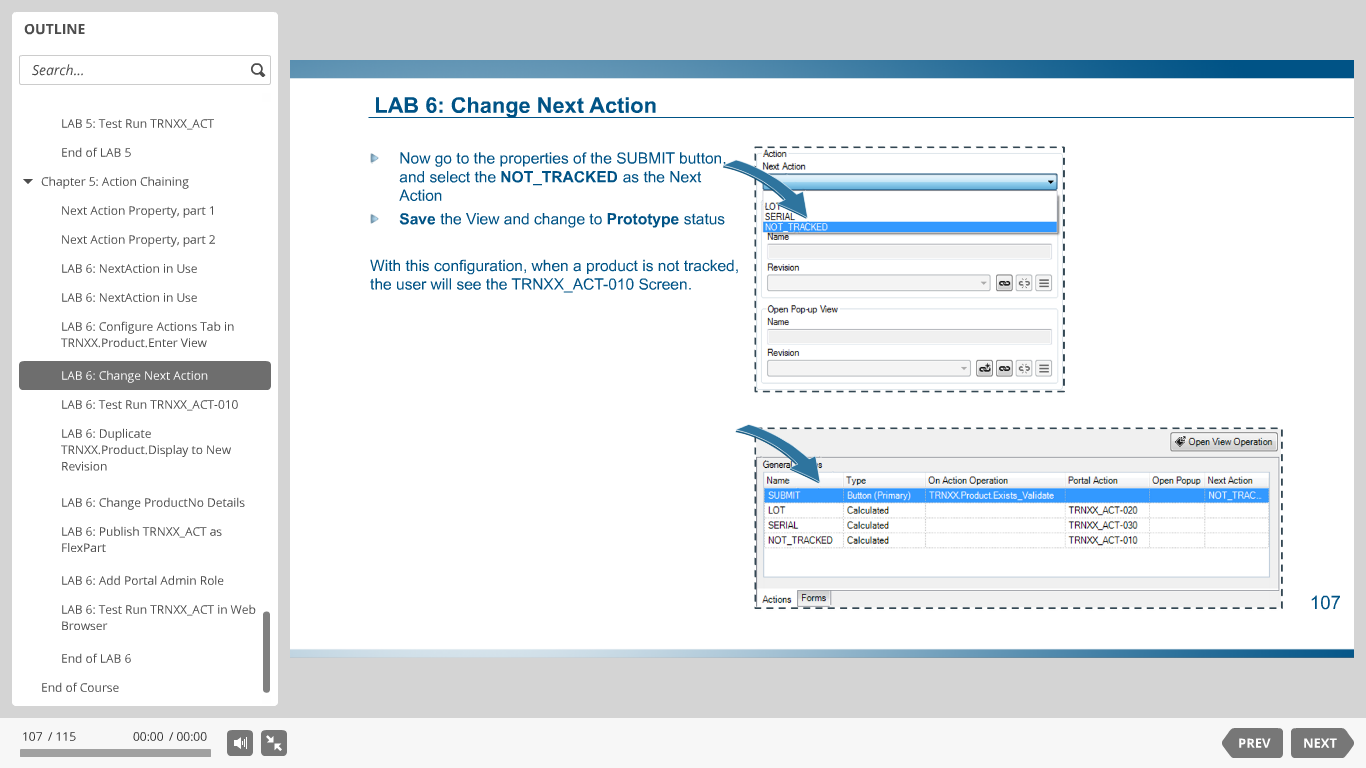 OUTLINE
Search...
LAB 5: Test Run TRNXX_ACT
End of LAB 5
Chapter 5: Action Chaining
Next Action Property, part 1
Next Action Property, part 2
LAB 6: NextAction in Use
LAB 6: NextAction in Use
LAB 6: Configure Actions Tab in
TRNXX.Product.Enter View
LAB 6: Change Next Action
LAB 6: Test Run TRNXX_ACT-010
LAB 6: Duplicate
TRNXX.Product.Display to New
Revision
LAB 6: Change ProductNo Details
LAB 6: Publish TRNXX_ACT as
FlexPart
LAB 6: Add Portal Admin Role
LAB 6: Test Run TRNXX_ACT in Web
Browser
End of LAB 6
End of Course
LAB 6: Change Next Action
Now go to the properties of the SUBMIT button,
and select the NOT_TRACKED as the Next
Action
Save the View and change to Prototype status
With this configuration, when a product is not tracked,
the user will see the TRNXX_ACT-010 Screen.
Action
Next Action
LOT
SERIAL
NOT_TRACKED
Name
Revision
Open Pop-up View
Name
Revision
Open View Operation
General
Name Type On Action Operation Portal Action Open Popup Next Action
SUBMIT Button (Primary) TRNXX.Product.Exists_Validate NOT_TRAC...
LOT Calculated TRNXX_ACT-020
SERIAL Calculated TRNXX_ACT-030
NOT_TRACKED Calculated TRNXX_ACT-010
Actions Forms
107
107 / 115 00:00 / 00:00
PREV NEXT